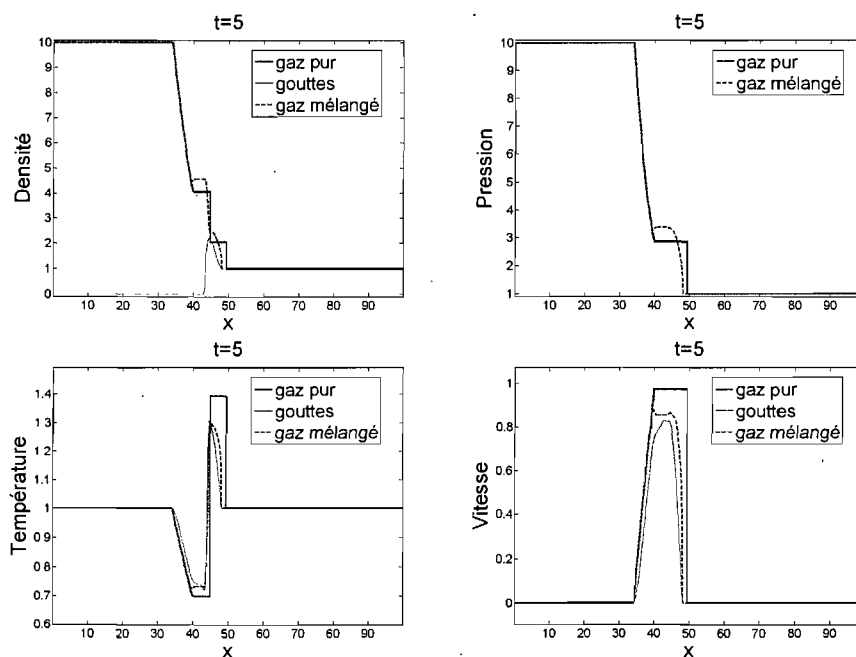 t=5
10
9
8
7
6
5
4
3
2
1
0
Densité
gaz pur
gouttes
gaz mélangé
10 20 30 40 50 60 70 80 90
X
t=5
10
9
8
7
6
5
4
3
2
1
Pression
gaz pur
gaz mélangé
10 20 30 40 50 60 70 80 90
X
t=5
1.4
1.3
1.2
1.1
1
0.9
0.8
0.7
0.6
Température
gaz pur
gouttes
gaz mélangé
10 20 30 40 50 60 70 80 90
X
t=5
1
0.8
0.6
0.4
0.2
0
Vitesse
gaz pur
gouttes
gaz mélangé
10 20 30 40 50 60 70 80 90
X